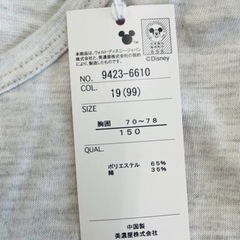 本商品は、ウォルト・ディズニー・ジャパン
株式会社と、美濃屋株式会社との契約に
より、製造したものです
©Disney
NO. 9423-6610
COL. 19(99)
SIZE
胸囲 70~78
150
QUAL.
ポリエステル 65%
綿 35%
中国製
美濃屋株式会社